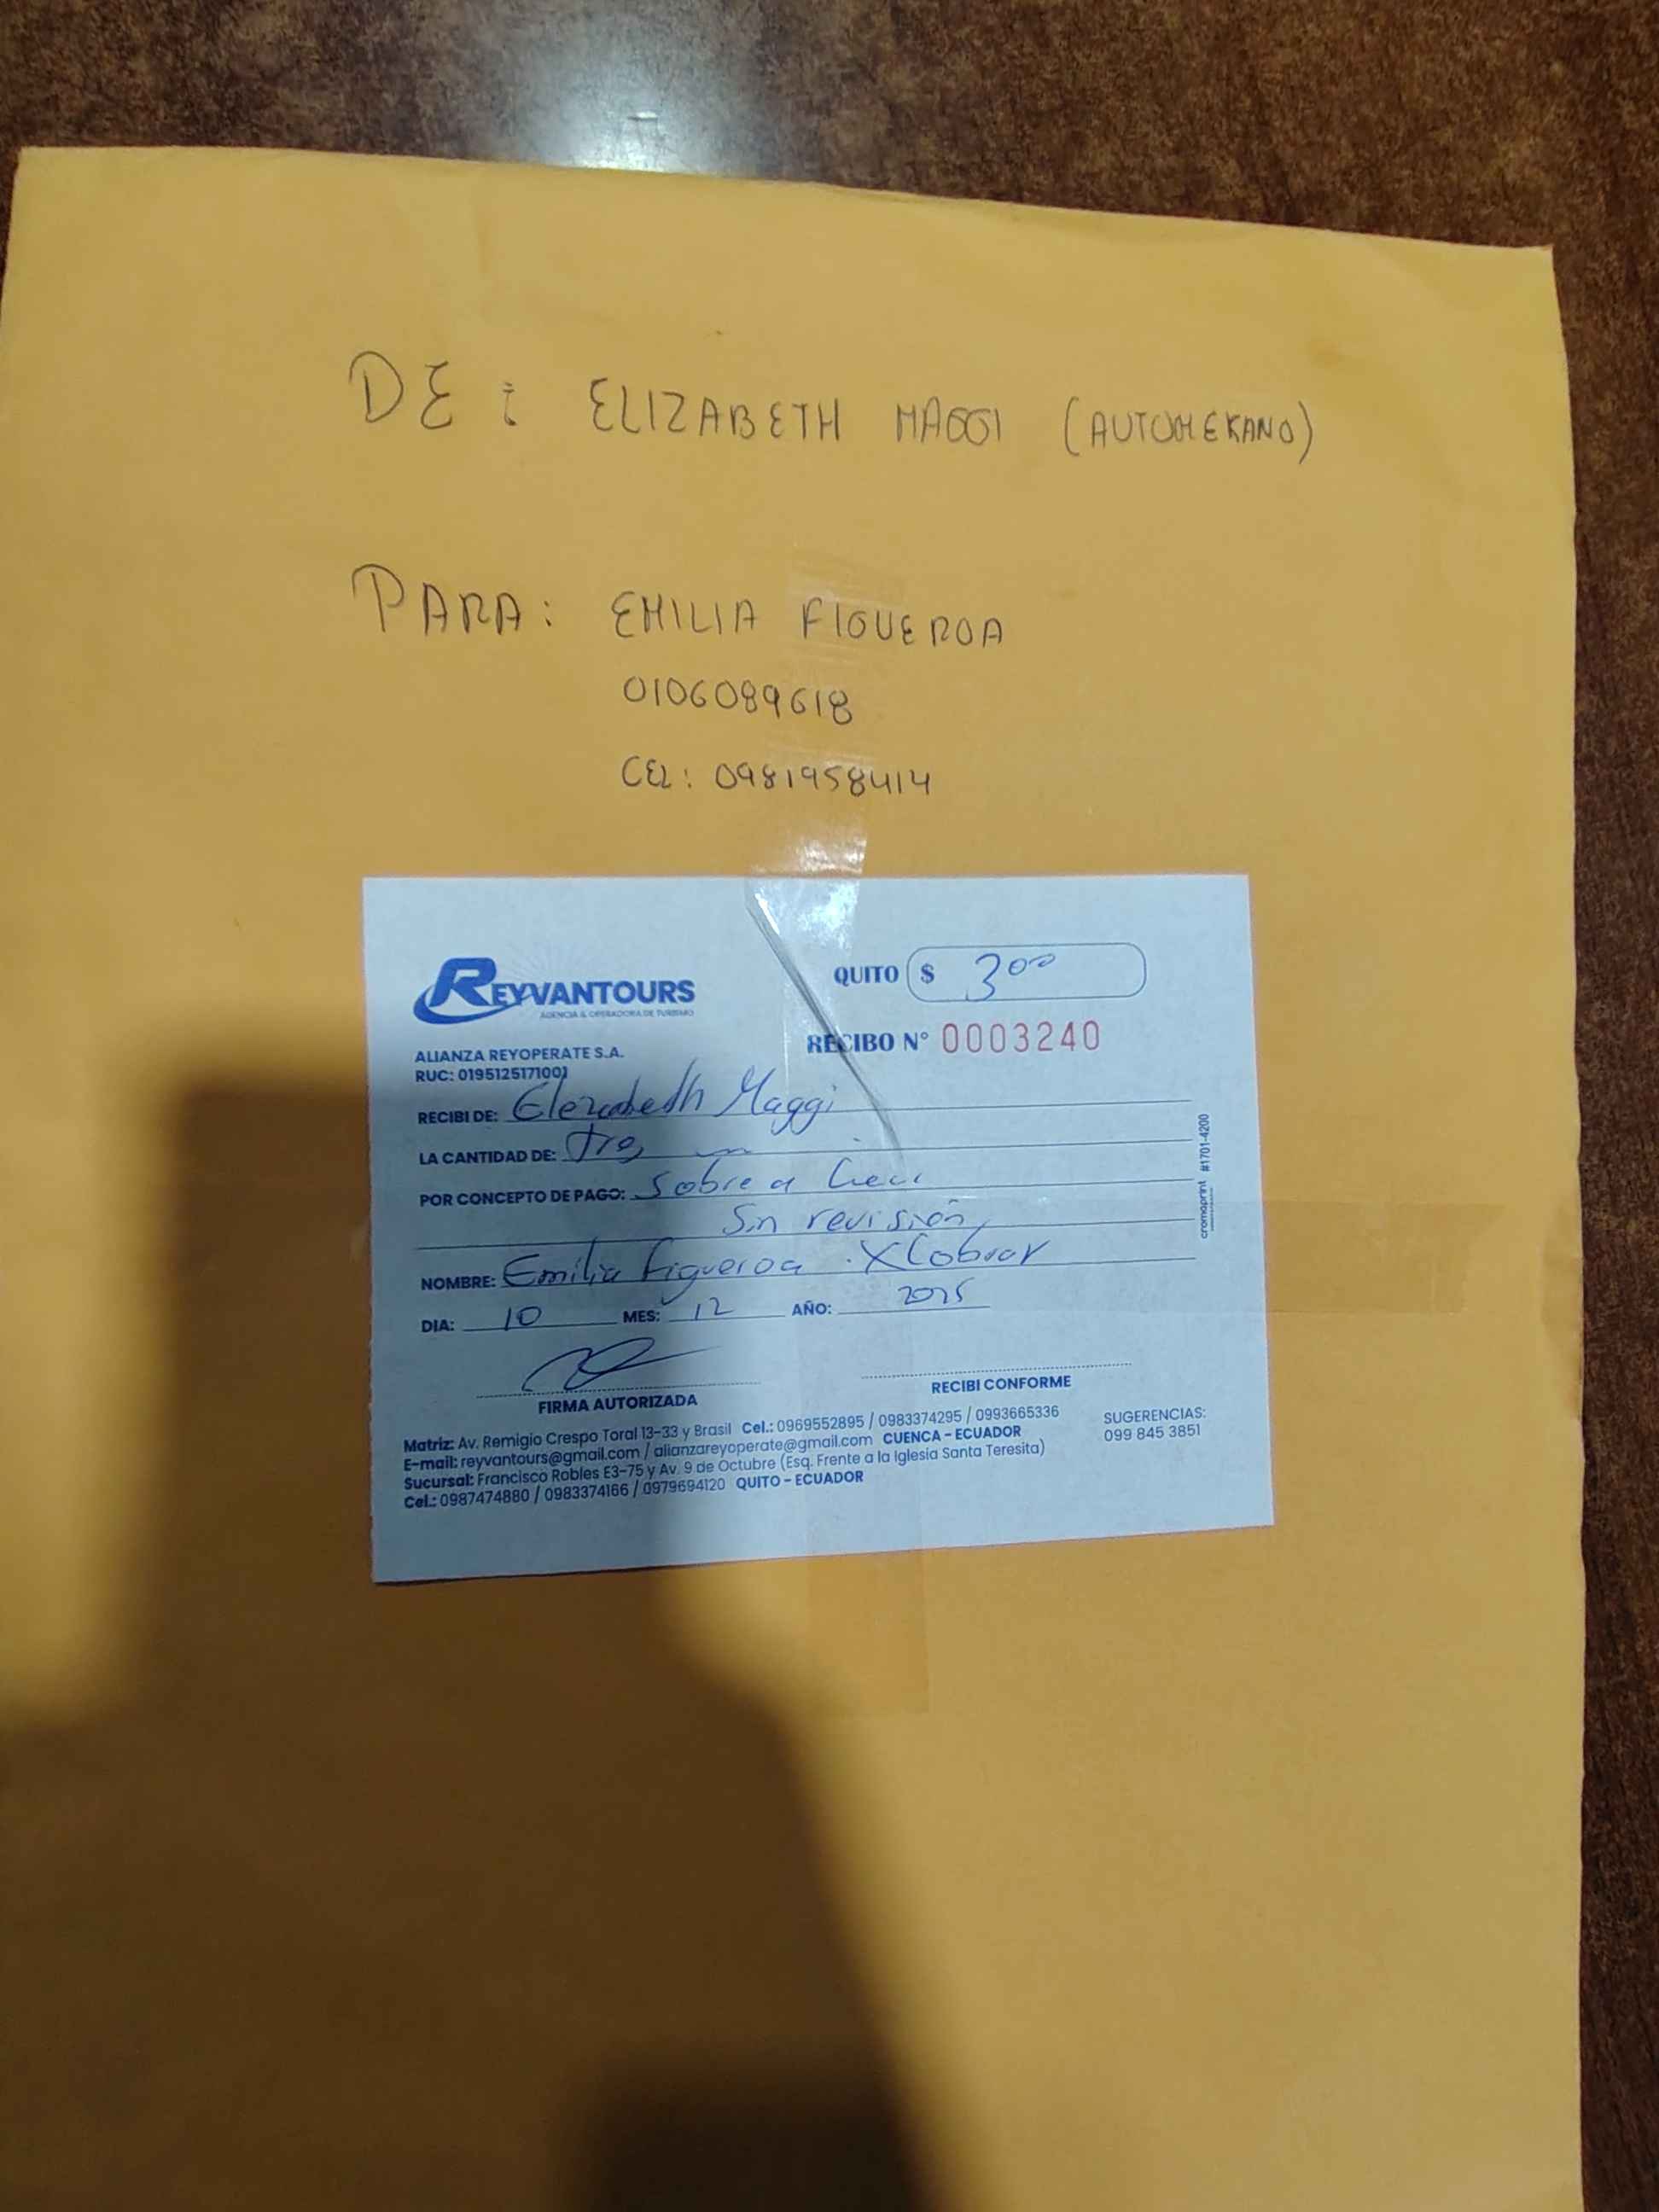 DE: ELIZABETH MAGGI (AUTOMEKANO)
PARA: EMILIA FIGUEROA
0106089618
CEL: 0981958414
REYVANTOURS
AGENCIA & OPERADORA DE TURISMO
QUITO $ 300
RECIBO N° 0003240
ALIANZA REYOPERATE S.A.
RUC: 0195125171001
RECIBI DE: Elezabeth Maggi
LA CANTIDAD DE: Tres
POR CONCEPTO DE PAGO: Sobre a
Sin revisión
NOMBRE: Emilia Figueroa . XCobrar
DIA: 10 MES: 12 AÑO: 2025
FIRMA AUTORIZADA
RECIBI CONFORME
Matriz: Av. Remigio Crespo Toral 13-33 y Brasil Cel.: 0969552895 / 0983374295 / 0993665336
E-mail: reyvantours@gmail.com / alianzareyoperate@gmail.com CUENCA - ECUADOR
Sucursal: Francisco Robles E3-75 y Av. 9 de Octubre (Esq. Frente a la Iglesia Santa Teresita)
Cel.: 0987474880 / 0983374166 / 0979694120 QUITO - ECUADOR
SUGERENCIAS:
099 845 3851
cromaprint #1701-4200